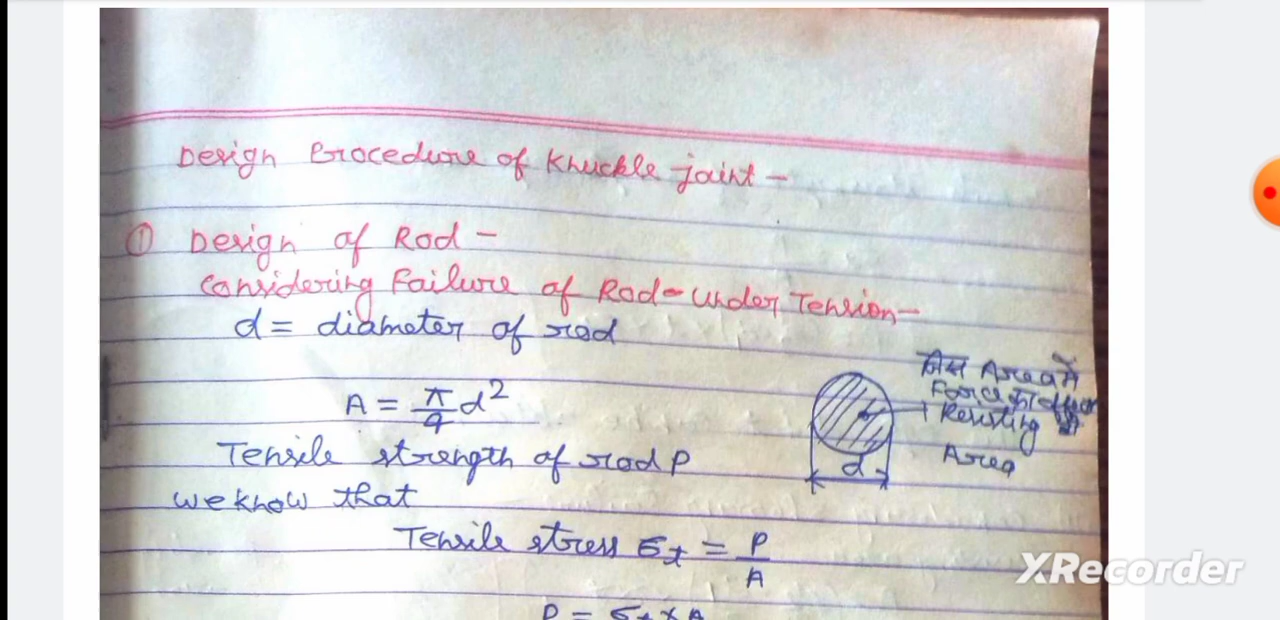 Design Procedure of Knuckle joint -
① Design of Rod -
Considering Failure of Rod-under Tension-
d = diameter of rod
A = π/4 d²
Tensile strength of rod P
we know that
Tensile stress σt = P/A
P = σt x A
जिस Area में
Force का
Resisting
Area
d
XRecorder